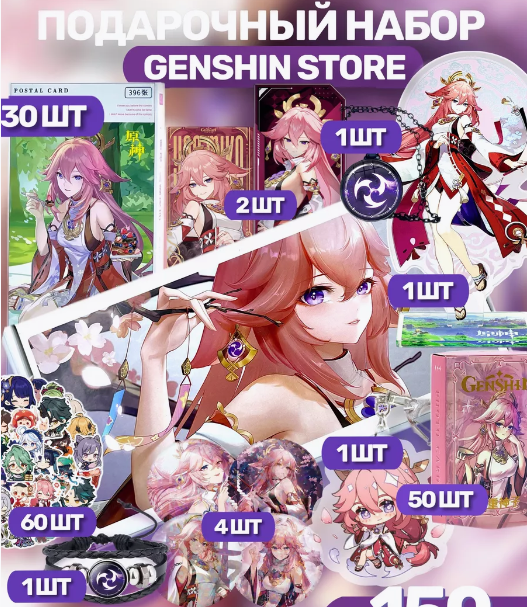 ПОДАРОЧНЫЙ НАБОР
GENSHIN STORE
POSTAL CARD
396张
30 ШТ
原神
1 ШТ
2 ШТ
1 ШТ
GENSHIN
1 ШТ
50 ШТ
60 ШТ
4 ШТ
1 ШТ